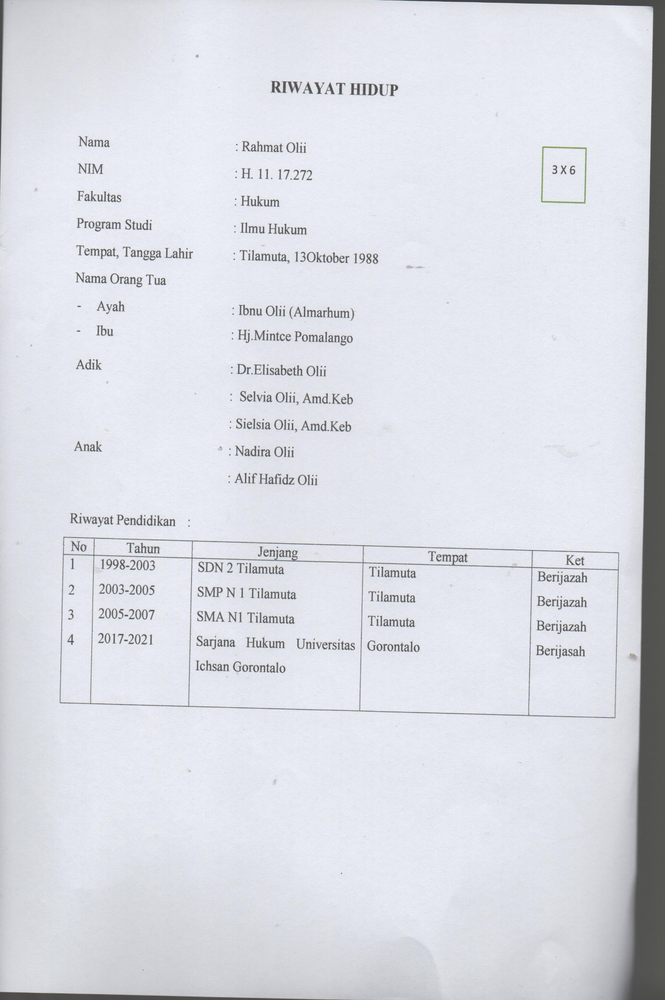 RIWAYAT HIDUP
Nama : Rahmat Olii
3 X 6
NIM : H. 11. 17.272
Fakultas : Hukum
Program Studi : Ilmu Hukum
Tempat, Tangga Lahir : Tilamuta, 13Oktober 1988
Nama Orang Tua
- Ayah : Ibnu Olii (Almarhum)
- Ibu : Hj.Mintce Pomalango
Adik : Dr.Elisabeth Olii
: Selvia Olii, Amd.Keb
: Sielsia Olii, Amd.Keb
Anak : Nadira Olii
: Alif Hafidz Olii
Riwayat Pendidikan :
No Tahun Jenjang Tempat Ket
1 1998-2003 SDN 2 Tilamuta Tilamuta Berijazah
2 2003-2005 SMP N 1 Tilamuta Tilamuta Berijazah
3 2005-2007 SMA N1 Tilamuta Tilamuta Berijazah
4 2017-2021 Sarjana Hukum Universitas Gorontalo Berijasah
Ichsan Gorontalo